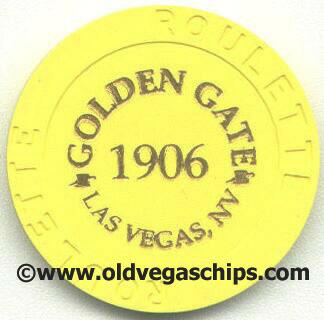 ROULETTE
GOLDEN GATE
1906
LAS VEGAS, NV
ROULETTE
©www.oldvegaschips.com